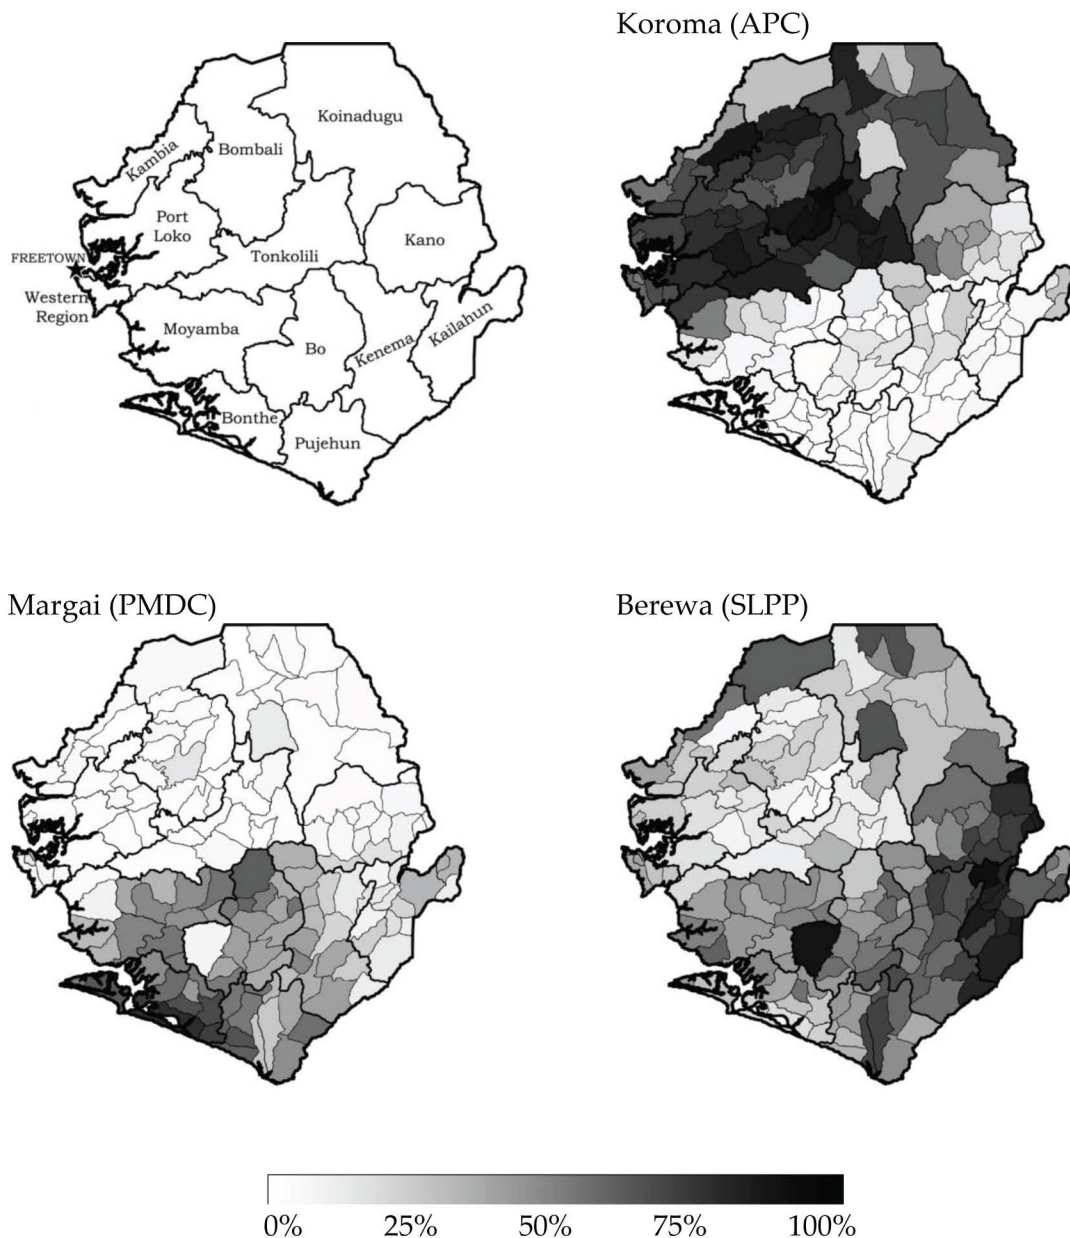 Koroma (APC)
Koinadugu
Bombali
Kambia
Port
Loko
Kano
FREETOWN
Tonkolili
Western
Region
Moyamba
Bo
Kenema
Kailahun
Bonthe
Pujehun
Margai (PMDC)
Berewa (SLPP)
0%
25%
50%
75%
100%